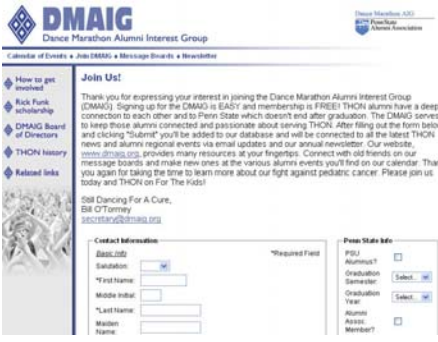 DMAIG
Dance Marathon Alumni Interest Group
Dance Marathon AIG
PennState
Alumni Association
Calendar of Events Join DMAIG Message Boards Newsletter
How to get
involved
Rick Funk
scholarship
DMAIG Board
of Directors
THON history
Related links
Join Us!
Thank you for expressing your interest in joining the Dance Marathon Alumni Interest Group
(DMAIG). Signing up for the DMAIG is EASY and membership is FREE! THON alumni have a deep
connection to each other and to Penn State which doesn't end after graduation. The DMAIG serves
to keep those alumni connected and passionate about serving THON. After filling out the form belo
and clicking "Submit" you'll be added to our database and will be connected to all the latest THON
news and alumni regional events via email updates and our annual newsletter. Our website,
www.dmaig.org, provides many resources at your fingertips. Connect with old friends on our
message boards and make new ones at the various alumni events you'll find on our calendar. Than
you again for taking the time to learn more about our fight against pediatric cancer. Please join us
today and THON on For The Kids!
Still Dancing For A Cure,
Bill O'Tormey
secretary@dmaig.org
Contact Information
Basic Info
*Required Field
Salutation:
*First Name:
Middle Initial:
*Last Name:
Maiden
Name:
Penn State Info
PSU
Alumnus?
Graduation
Semester:
Select...
Graduation
Year:
Select...
Alumni
Assoc.
Member?